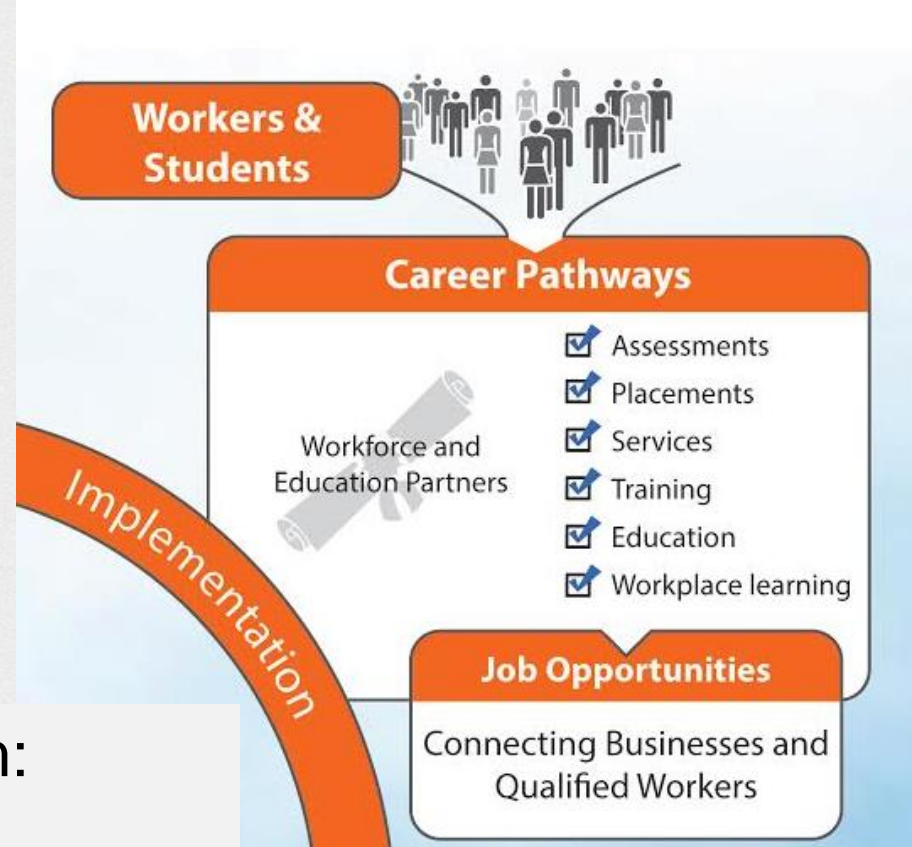 Workers &
Students
Career Pathways
Workforce and
Education Partners
Assessments
Placements
Services
Training
Education
Workplace learning
Implementation
Job Opportunities
Connecting Businesses and
Qualified Workers